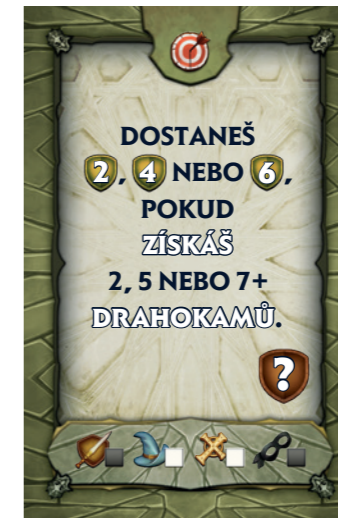 DOSTANEŠ
2, 4 NEBO 6,
POKUD
ZÍSKÁŠ
2, 5 NEBO 7+
DRAHOKAMŮ.
?